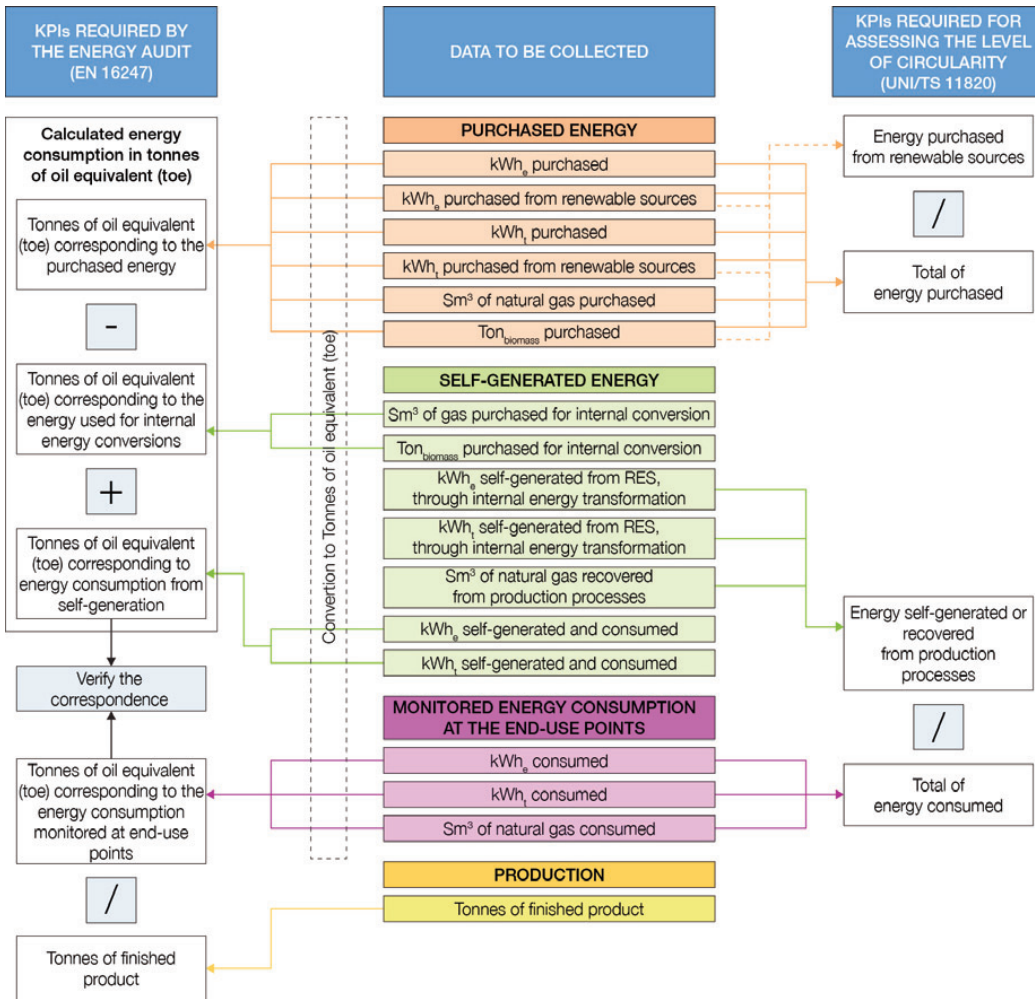 KPIs REQUIRED BY
THE ENERGY AUDIT
(EN 16247)
DATA TO BE COLLECTED
KPIs REQUIRED FOR
ASSESSING THE LEVEL
OF CIRCULARITY
(UNI/TS 11820)
Calculated energy
consumption in tonnes
of oil equivalent (toe)
Tonnes of oil equivalent
(toe) corresponding to the
purchased energy
-
Tonnes of oil equivalent
(toe) corresponding to the
energy used for internal
energy conversions
+
Tonnes of oil equivalent
(toe) corresponding to
energy consumption from
self-generation
Verify the
correspondence
Tonnes of oil equivalent
(toe) corresponding to the
energy consumption
monitored at end-use
points
/
Tonnes of finished
product
Convertion to Tonnes of oil equivalent (toe)
PURCHASED ENERGY
kWhₑ purchased
kWhₑ purchased from renewable sources
kWhₜ purchased
kWhₜ purchased from renewable sources
Sm³ of natural gas purchased
Ton_biomass purchased
SELF-GENERATED ENERGY
Sm³ of gas purchased for internal conversion
Ton_biomass purchased for internal conversion
kWhₑ self-generated from RES,
through internal energy transformation
kWhₜ self-generated from RES,
through internal energy transformation
Sm³ of natural gas recovered
from production processes
kWhₑ self-generated and consumed
kWhₜ self-generated and consumed
MONITORED ENERGY CONSUMPTION
AT THE END-USE POINTS
kWhₑ consumed
kWhₜ consumed
Sm³ of natural gas consumed
PRODUCTION
Tonnes of finished product
Energy purchased
from renewable sources
/
Total of
energy purchased
Energy self-generated or
recovered
from production
processes
/
Total of
energy consumed